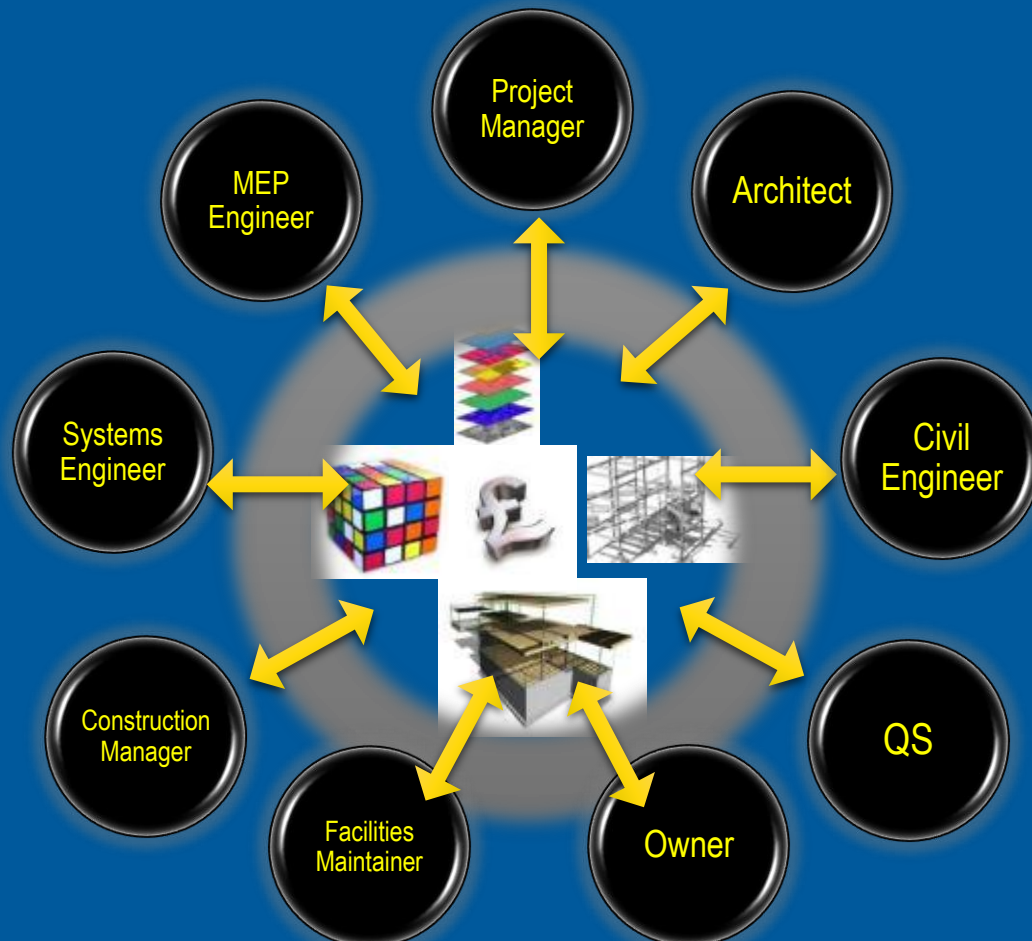 Project
Manager
Architect
Civil
Engineer
QS
Owner
Facilities
Maintainer
Construction
Manager
Systems
Engineer
MEP
Engineer
£